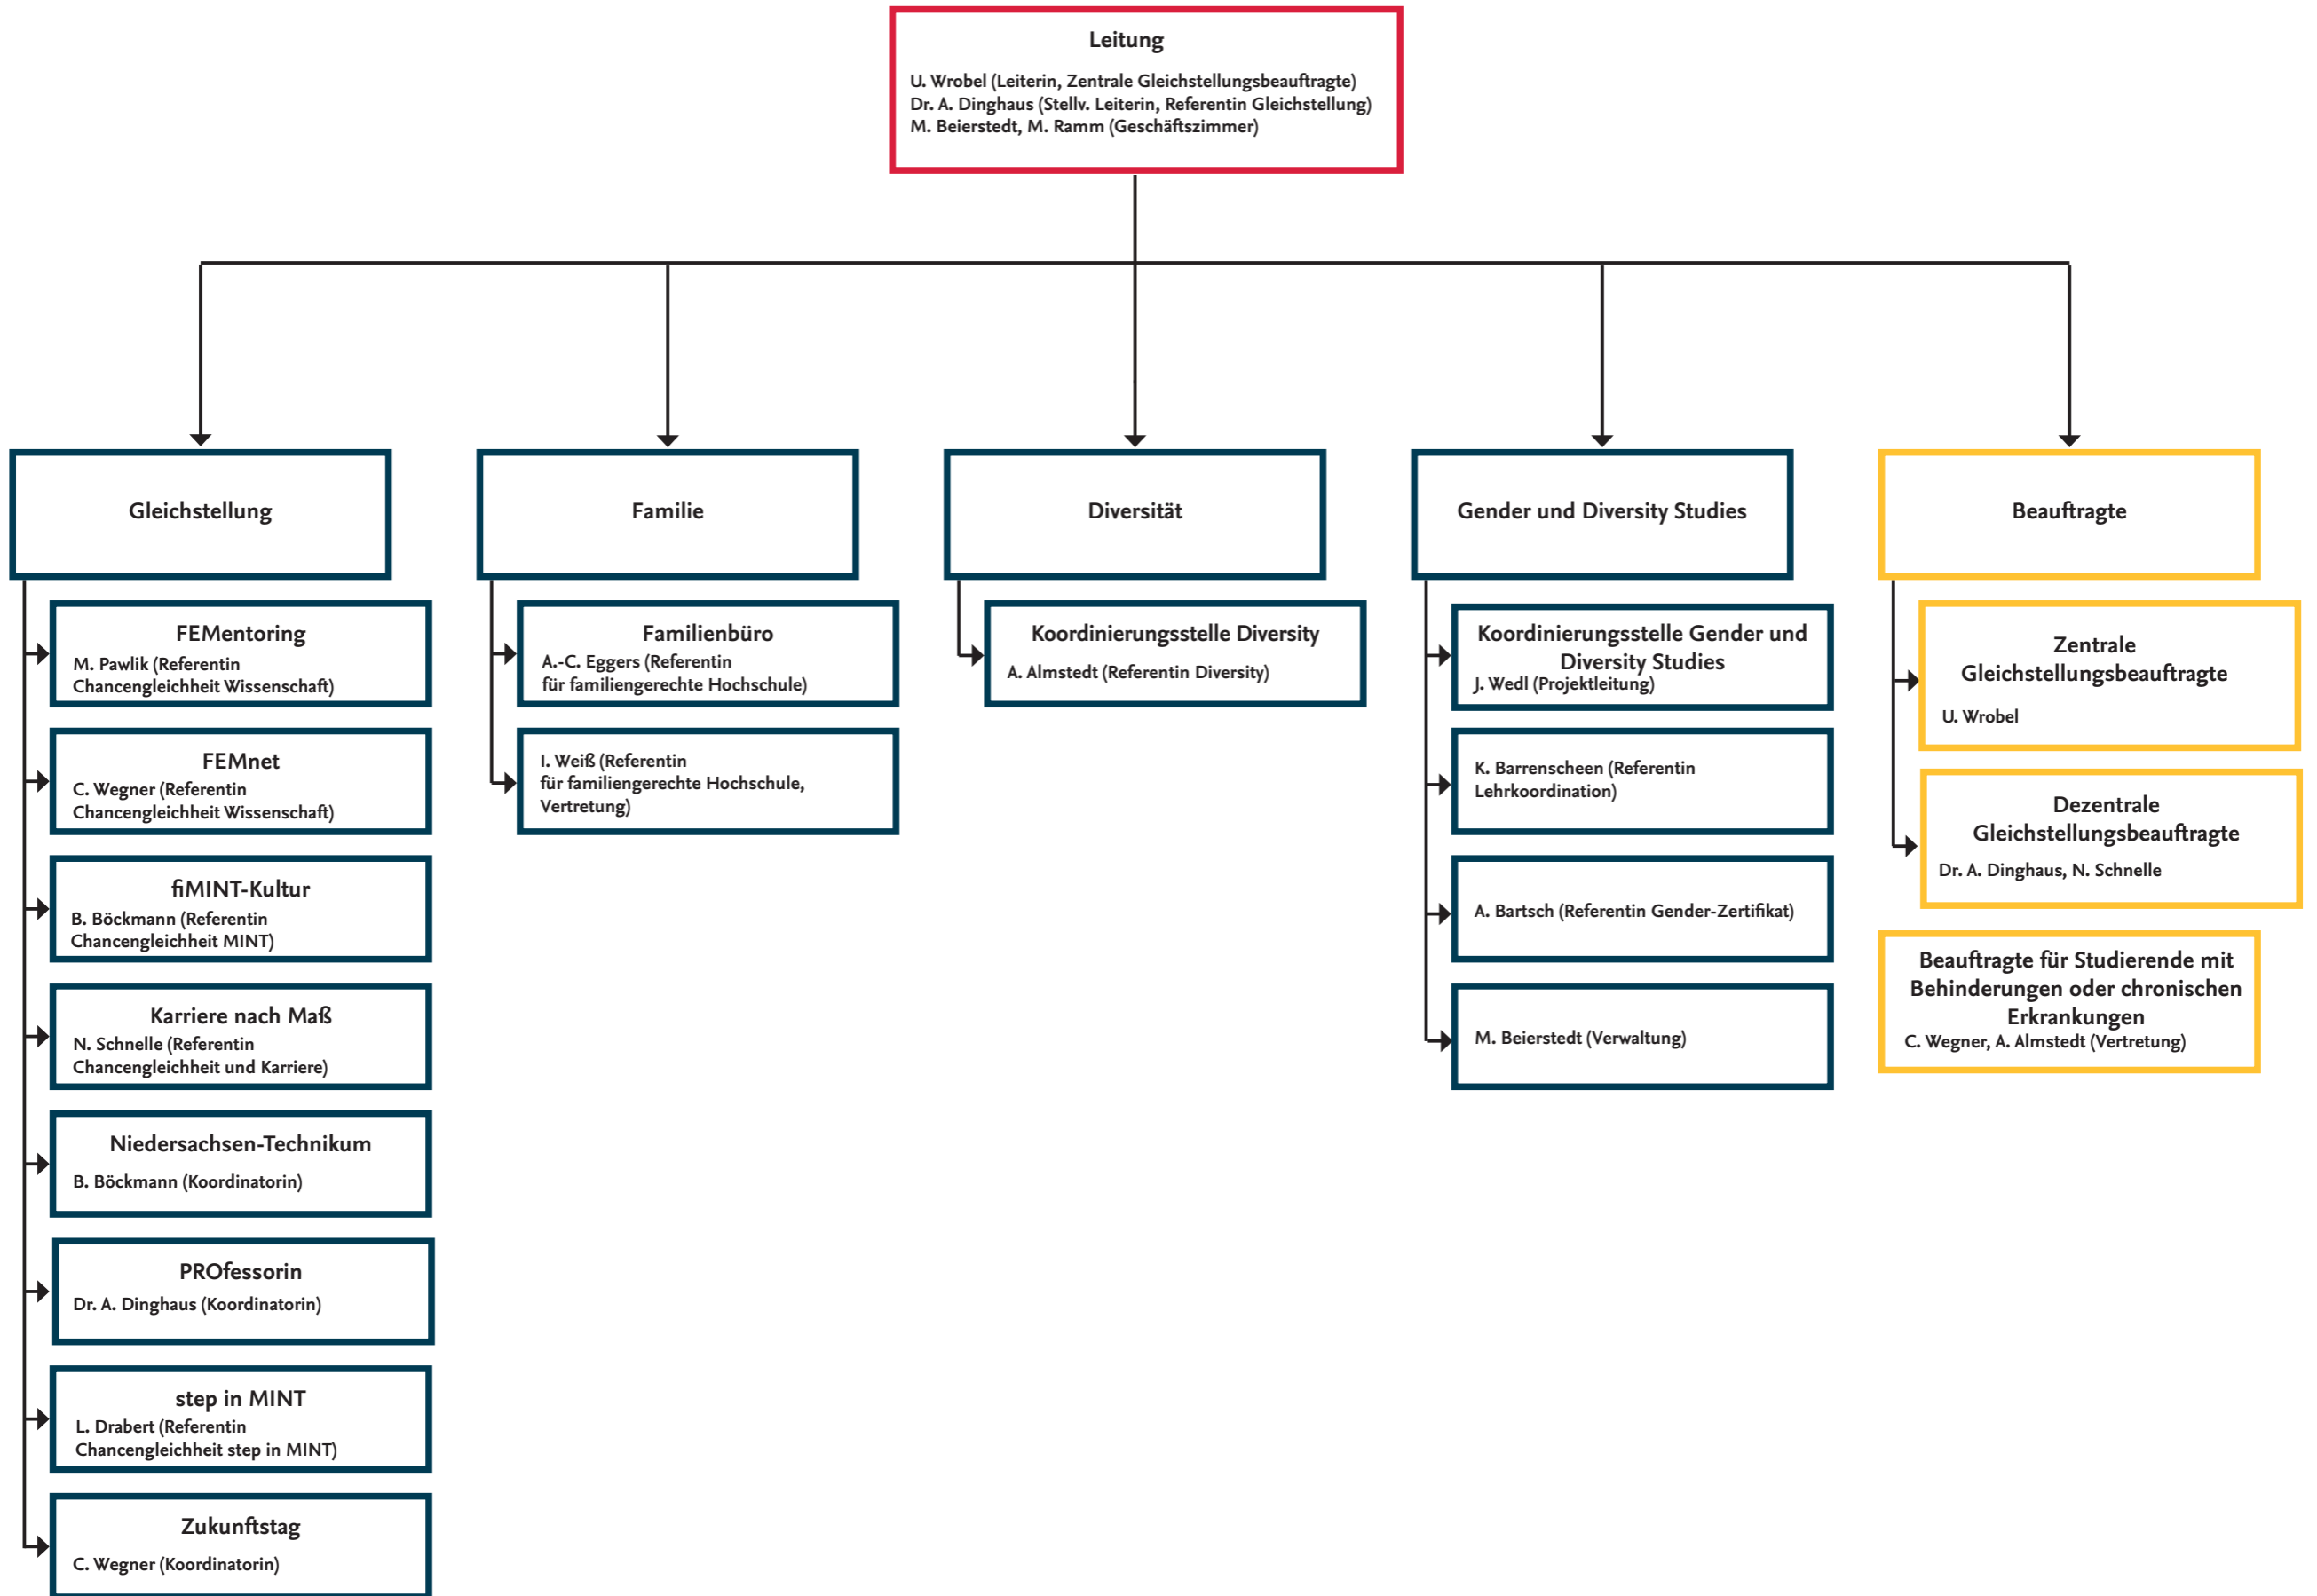 Leitung
U. Wrobel (Leiterin, Zentrale Gleichstellungsbeauftragte)
Dr. A. Dinghaus (Stellv. Leiterin, Referentin Gleichstellung)
M. Beierstedt, M. Ramm (Geschäftszimmer)
Gleichstellung
FEMentoring
M. Pawlik (Referentin
Chancengleichheit Wissenschaft)
FEMnet
C. Wegner (Referentin
Chancengleichheit Wissenschaft)
fiMINT-Kultur
B. Böckmann (Referentin
Chancengleichheit MINT)
Karriere nach Maß
N. Schnelle (Referentin
Chancengleichheit und Karriere)
Niedersachsen-Technikum
B. Böckmann (Koordinatorin)
PROfessorin
Dr. A. Dinghaus (Koordinatorin)
step in MINT
L. Drabert (Referentin
Chancengleichheit step in MINT)
Zukunftstag
C. Wegner (Koordinatorin)
Familie
Familienbüro
A.-C. Eggers (Referentin
für familiengerechte Hochschule)
I. Weiß (Referentin
für familiengerechte Hochschule,
Vertretung)
Diversität
Koordinierungsstelle Diversity
A. Almstedt (Referentin Diversity)
Gender und Diversity Studies
Koordinierungsstelle Gender und
Diversity Studies
J. Wedl (Projektleitung)
K. Barrenscheen (Referentin
Lehrkoordination)
A. Bartsch (Referentin Gender-Zertifikat)
M. Beierstedt (Verwaltung)
Beauftragte
Zentrale
Gleichstellungsbeauftragte
U. Wrobel
Dezentrale
Gleichstellungsbeauftragte
Dr. A. Dinghaus, N. Schnelle
Beauftragte für Studierende mit
Behinderungen oder chronischen
Erkrankungen
C. Wegner, A. Almstedt (Vertretung)